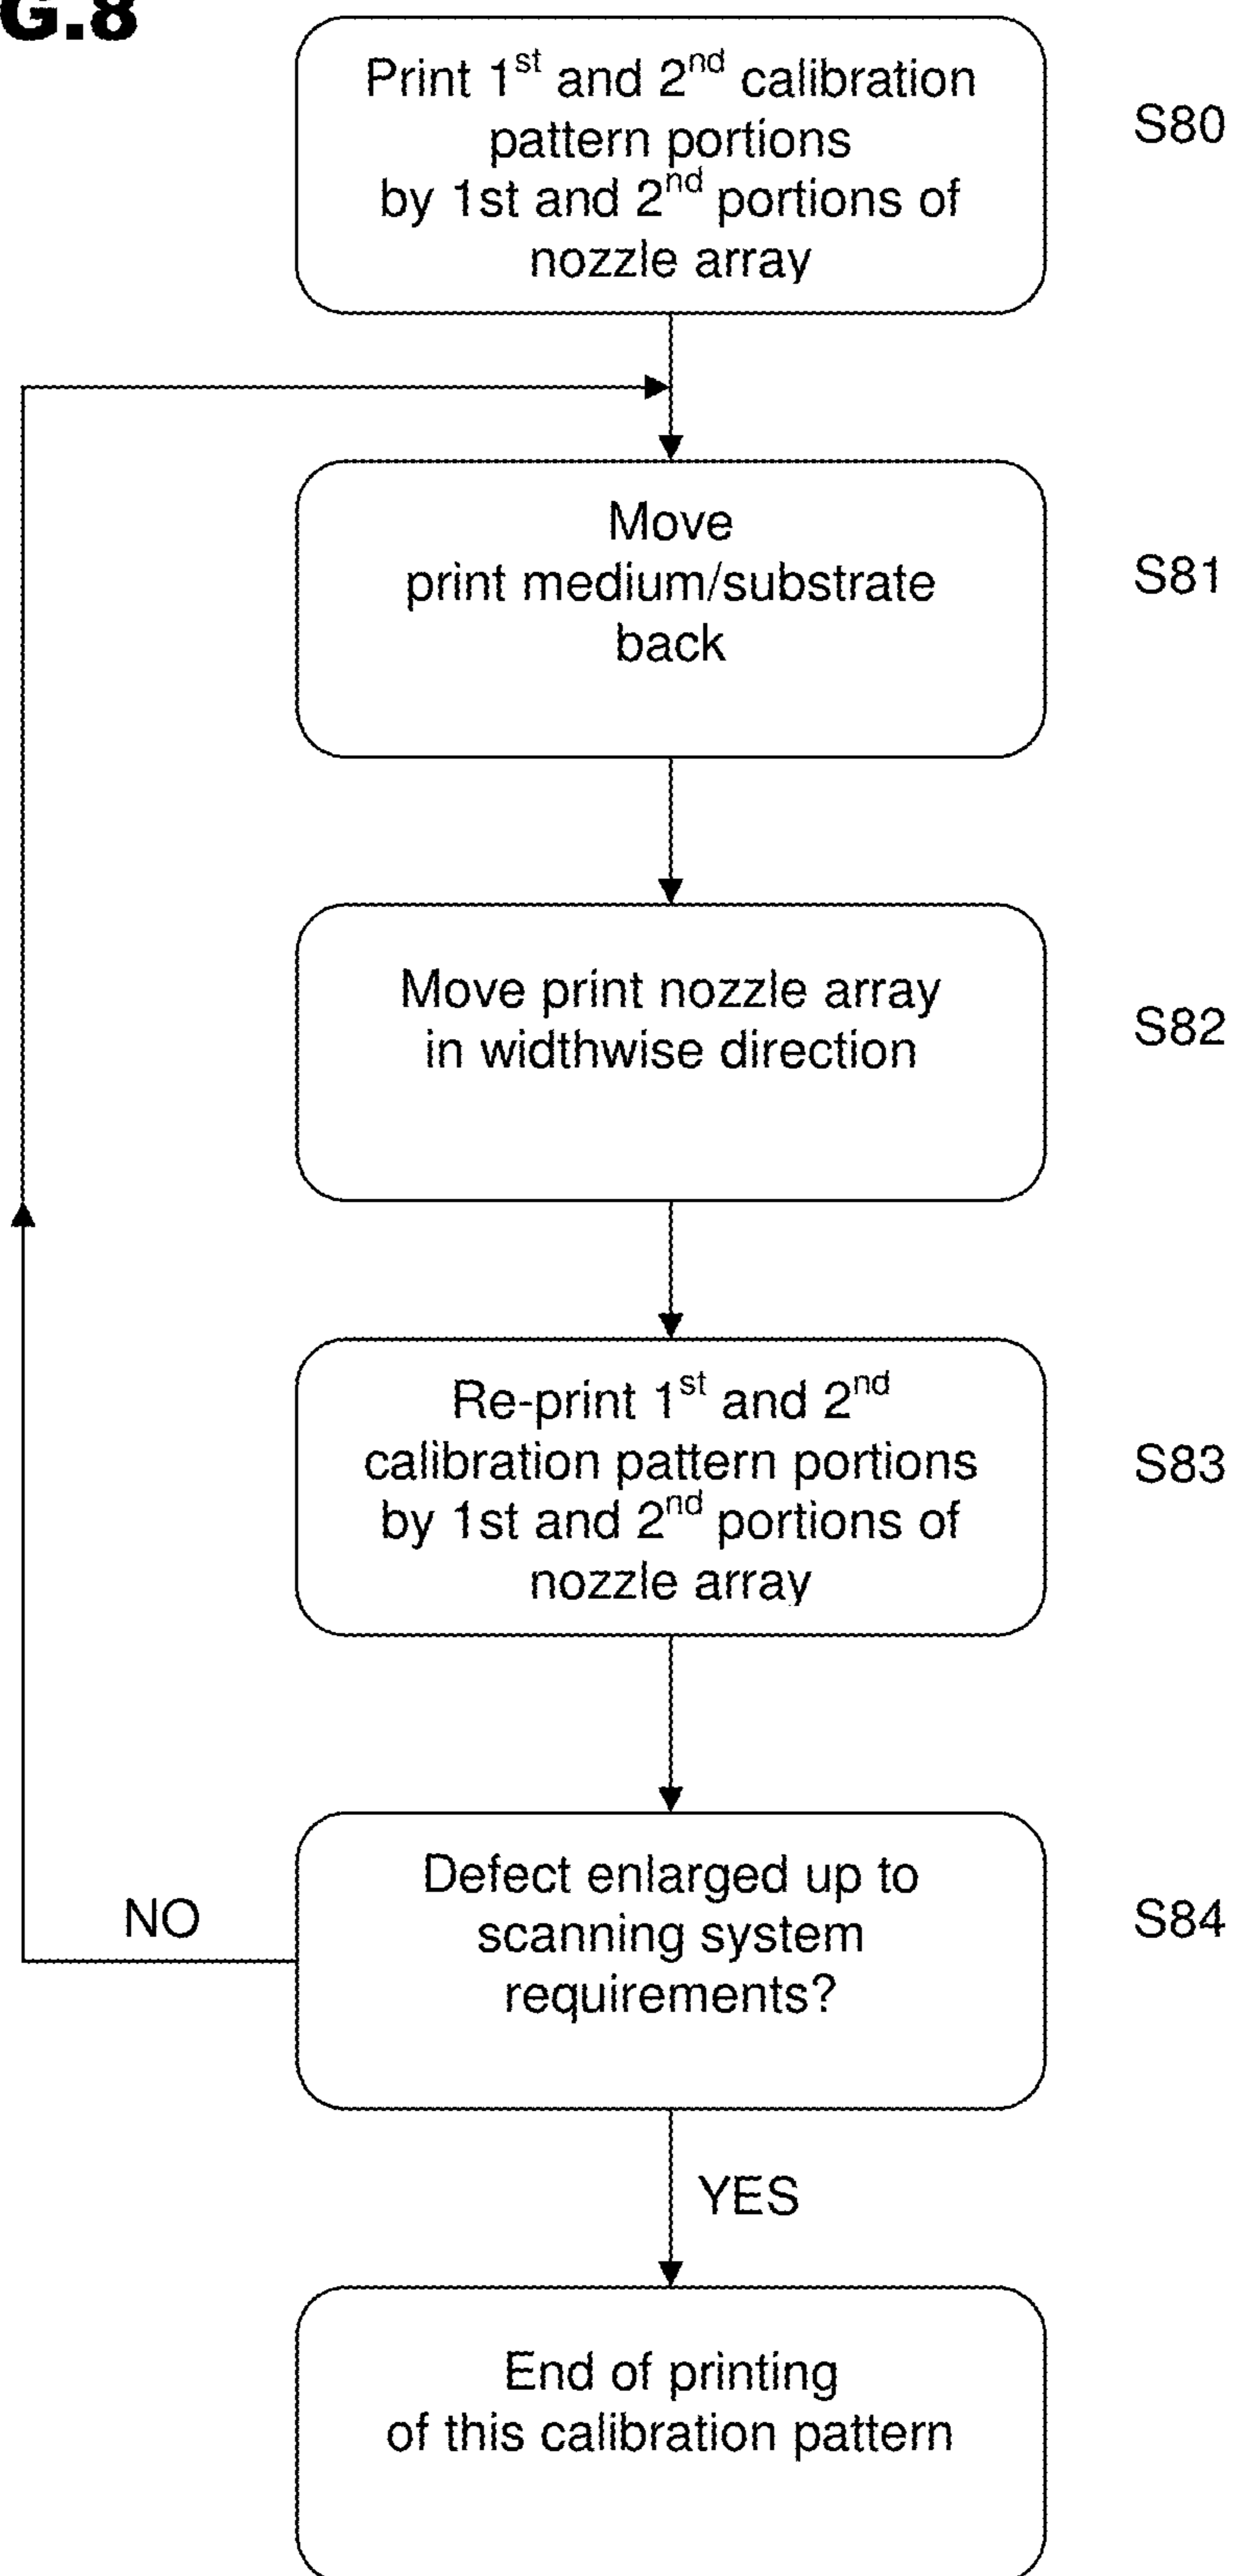 G.8
Print 1st and 2nd calibration
pattern portions
by 1st and 2nd portions of
nozzle array
S80
Move
print medium/substrate
back
S81
Move print nozzle array
in widthwise direction
S82
Re-print 1st and 2nd
calibration pattern portions
by 1st and 2nd portions of
nozzle array
S83
Defect enlarged up to
scanning system
requirements?
S84
NO
YES
End of printing
of this calibration pattern